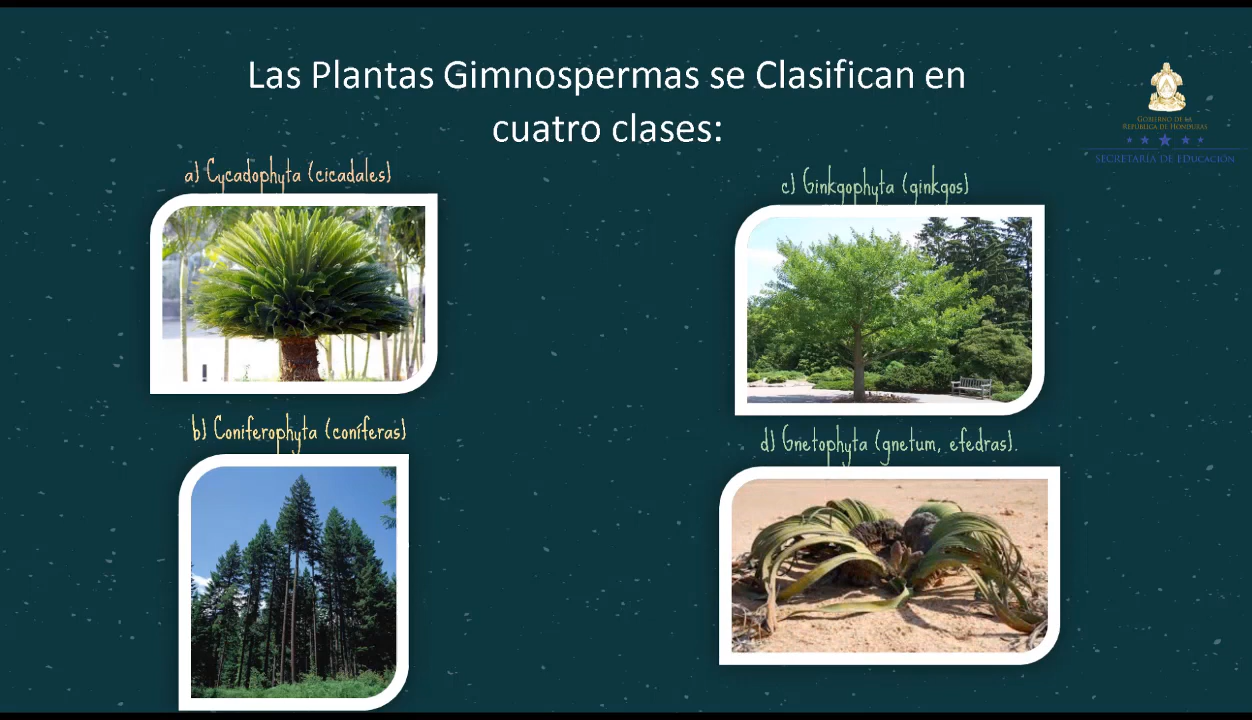 Las Plantas Gimnospermas se Clasifican en
cuatro clases:
GOBIERNO DE LA
REPÚBLICA DE HONDURAS
SECRETARÍA DE EDUCACIÓN
a) Cycadophyta (cicadales)
c) Ginkgophyta (ginkgos)
b) Coniferophyta (coníferas)
d) Gnetophyta (gnetum, efedras).